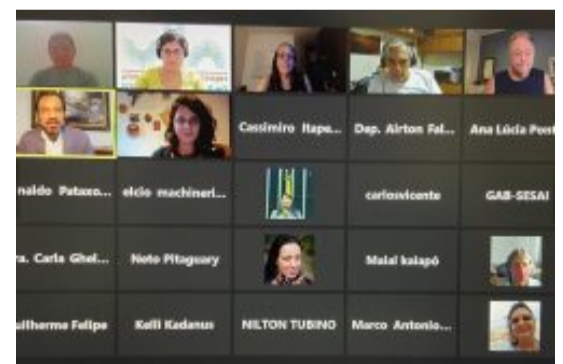 Cassimiro Itape...
Dep. Airton Fal...
Ana Lúcia Pont
naldo Pataxo...
elcio machineri...
carlosvicente
GAB-SESAI
ra. Carla Ghel...
Neto Pitaguary
Maial kaiapó
uilherme Felipe
Kelli Kadanus
NILTON TUBINO
Marco Antonio...